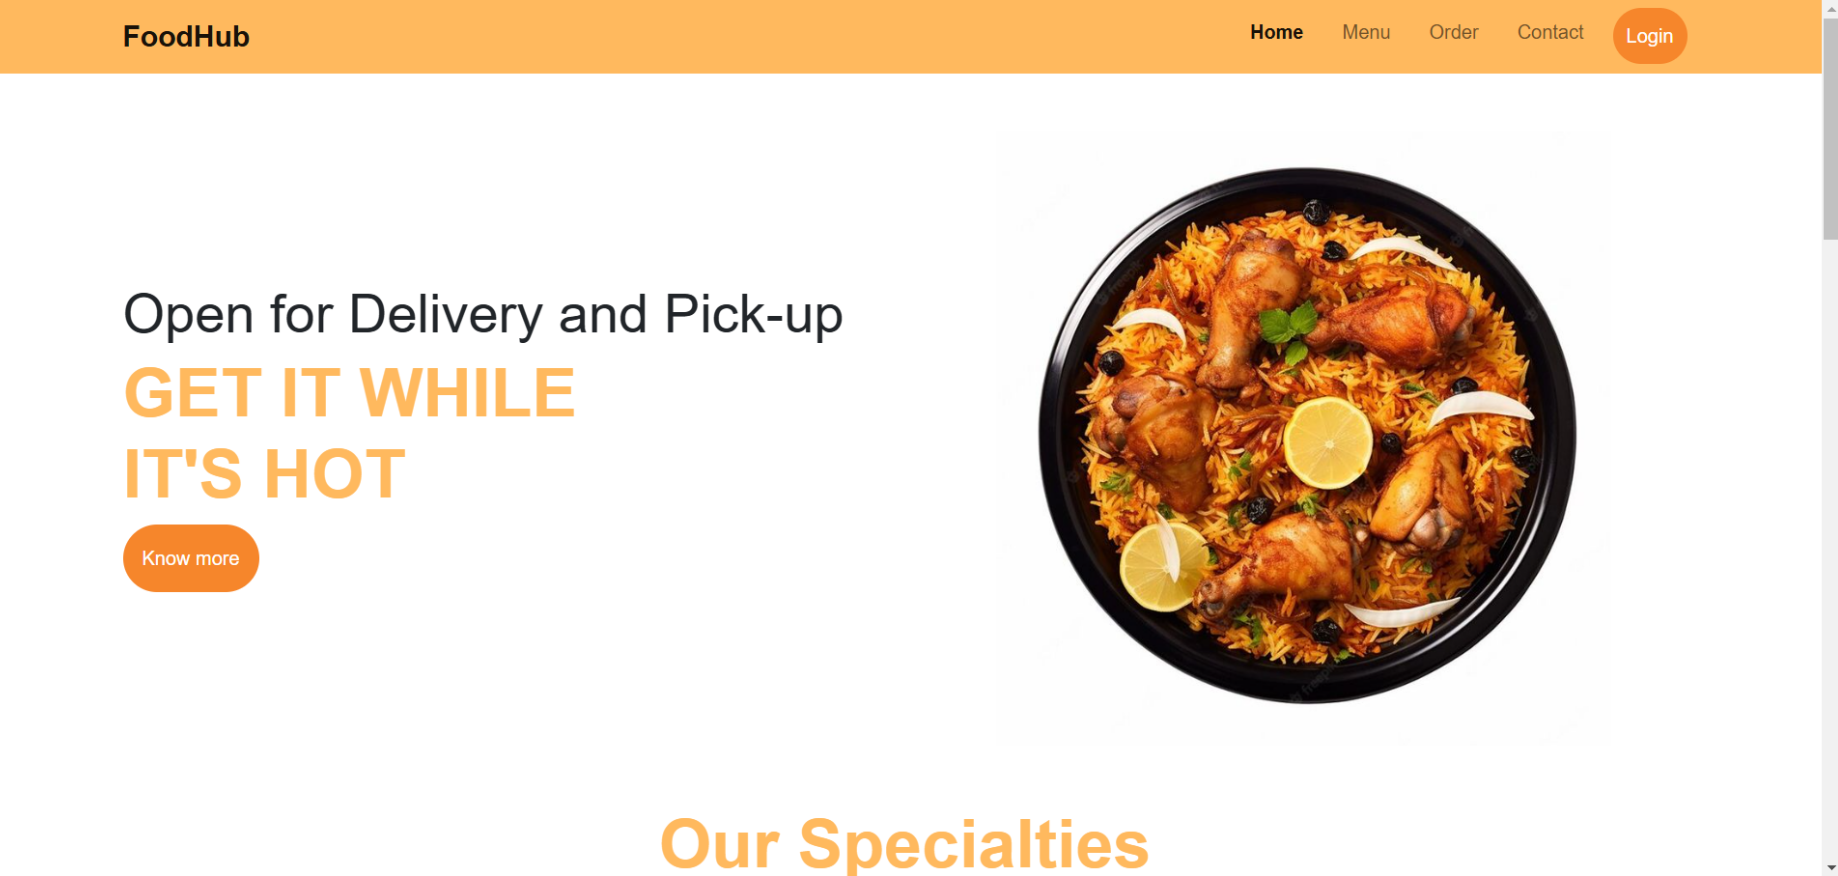 FoodHub
Home Menu Order Contact Login
Open for Delivery and Pick-up
GET IT WHILE
IT'S HOT
Know more
Our Specialties